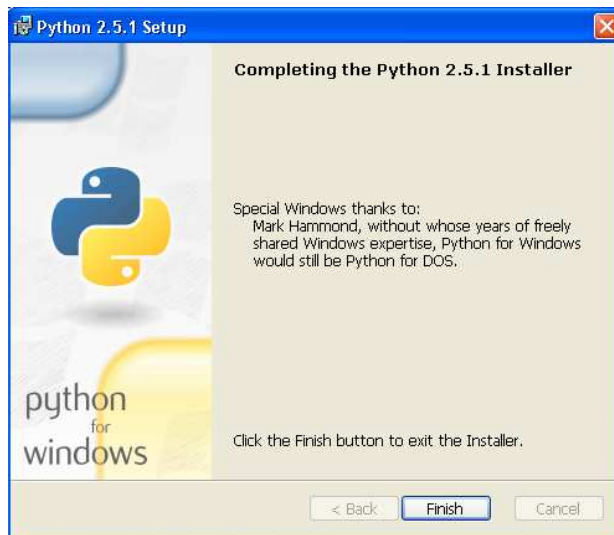 Python 2.5.1 Setup
Completing the Python 2.5.1 Installer
Special Windows thanks to:
Mark Hammond, without whose years of freely
shared Windows expertise, Python for Windows
would still be Python for DOS.
python
for
windows
Click the Finish button to exit the Installer.
< Back
Finish
Cancel